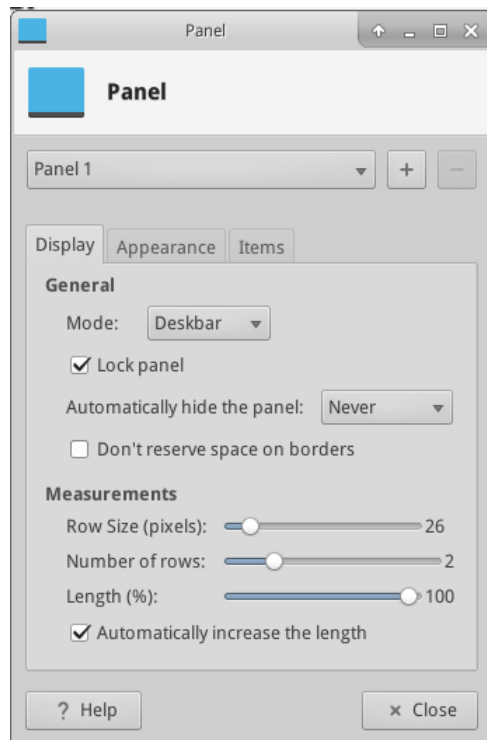 Panel
Panel
Panel 1
+ −
Display Appearance Items
General
Mode: Deskbar
Lock panel
Automatically hide the panel: Never
Don't reserve space on borders
Measurements
Row Size (pixels): 26
Number of rows: 2
Length (%): 100
Automatically increase the length
? Help × Close